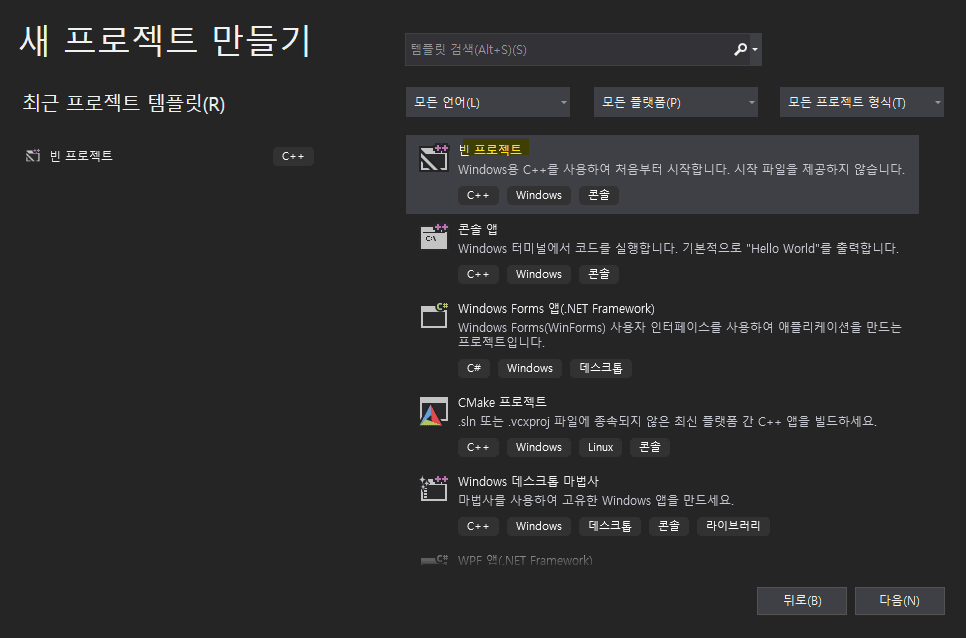 새 프로젝트 만들기
최근 프로젝트 템플릿(R)
빈 프로젝트
C++
템플릿 검색(Alt+S)(S)
모든 언어(L)
모든 플랫폼(P)
모든 프로젝트 형식(T)
빈 프로젝트
Windows용 C++를 사용하여 처음부터 시작합니다. 시작 파일을 제공하지 않습니다.
C++ Windows 콘솔
C:\
콘솔 앱
Windows 터미널에서 코드를 실행합니다. 기본적으로 "Hello World"를 출력합니다.
C++ Windows 콘솔
C#
Windows Forms 앱(.NET Framework)
Windows Forms(WinForms) 사용자 인터페이스를 사용하여 애플리케이션을 만드는
프로젝트입니다.
C# Windows 데스크톱
CMake 프로젝트
.sln 또는 .vcxproj 파일에 종속되지 않은 최신 플랫폼 간 C++ 앱을 빌드하세요.
C++ Windows Linux 콘솔
Windows 데스크톱 마법사
마법사를 사용하여 고유한 Windows 앱을 만드세요.
C++ Windows 데스크톱 콘솔 라이브러리
C#
WPF 앱(.NET Framework)
뒤로(B)
다음(N)